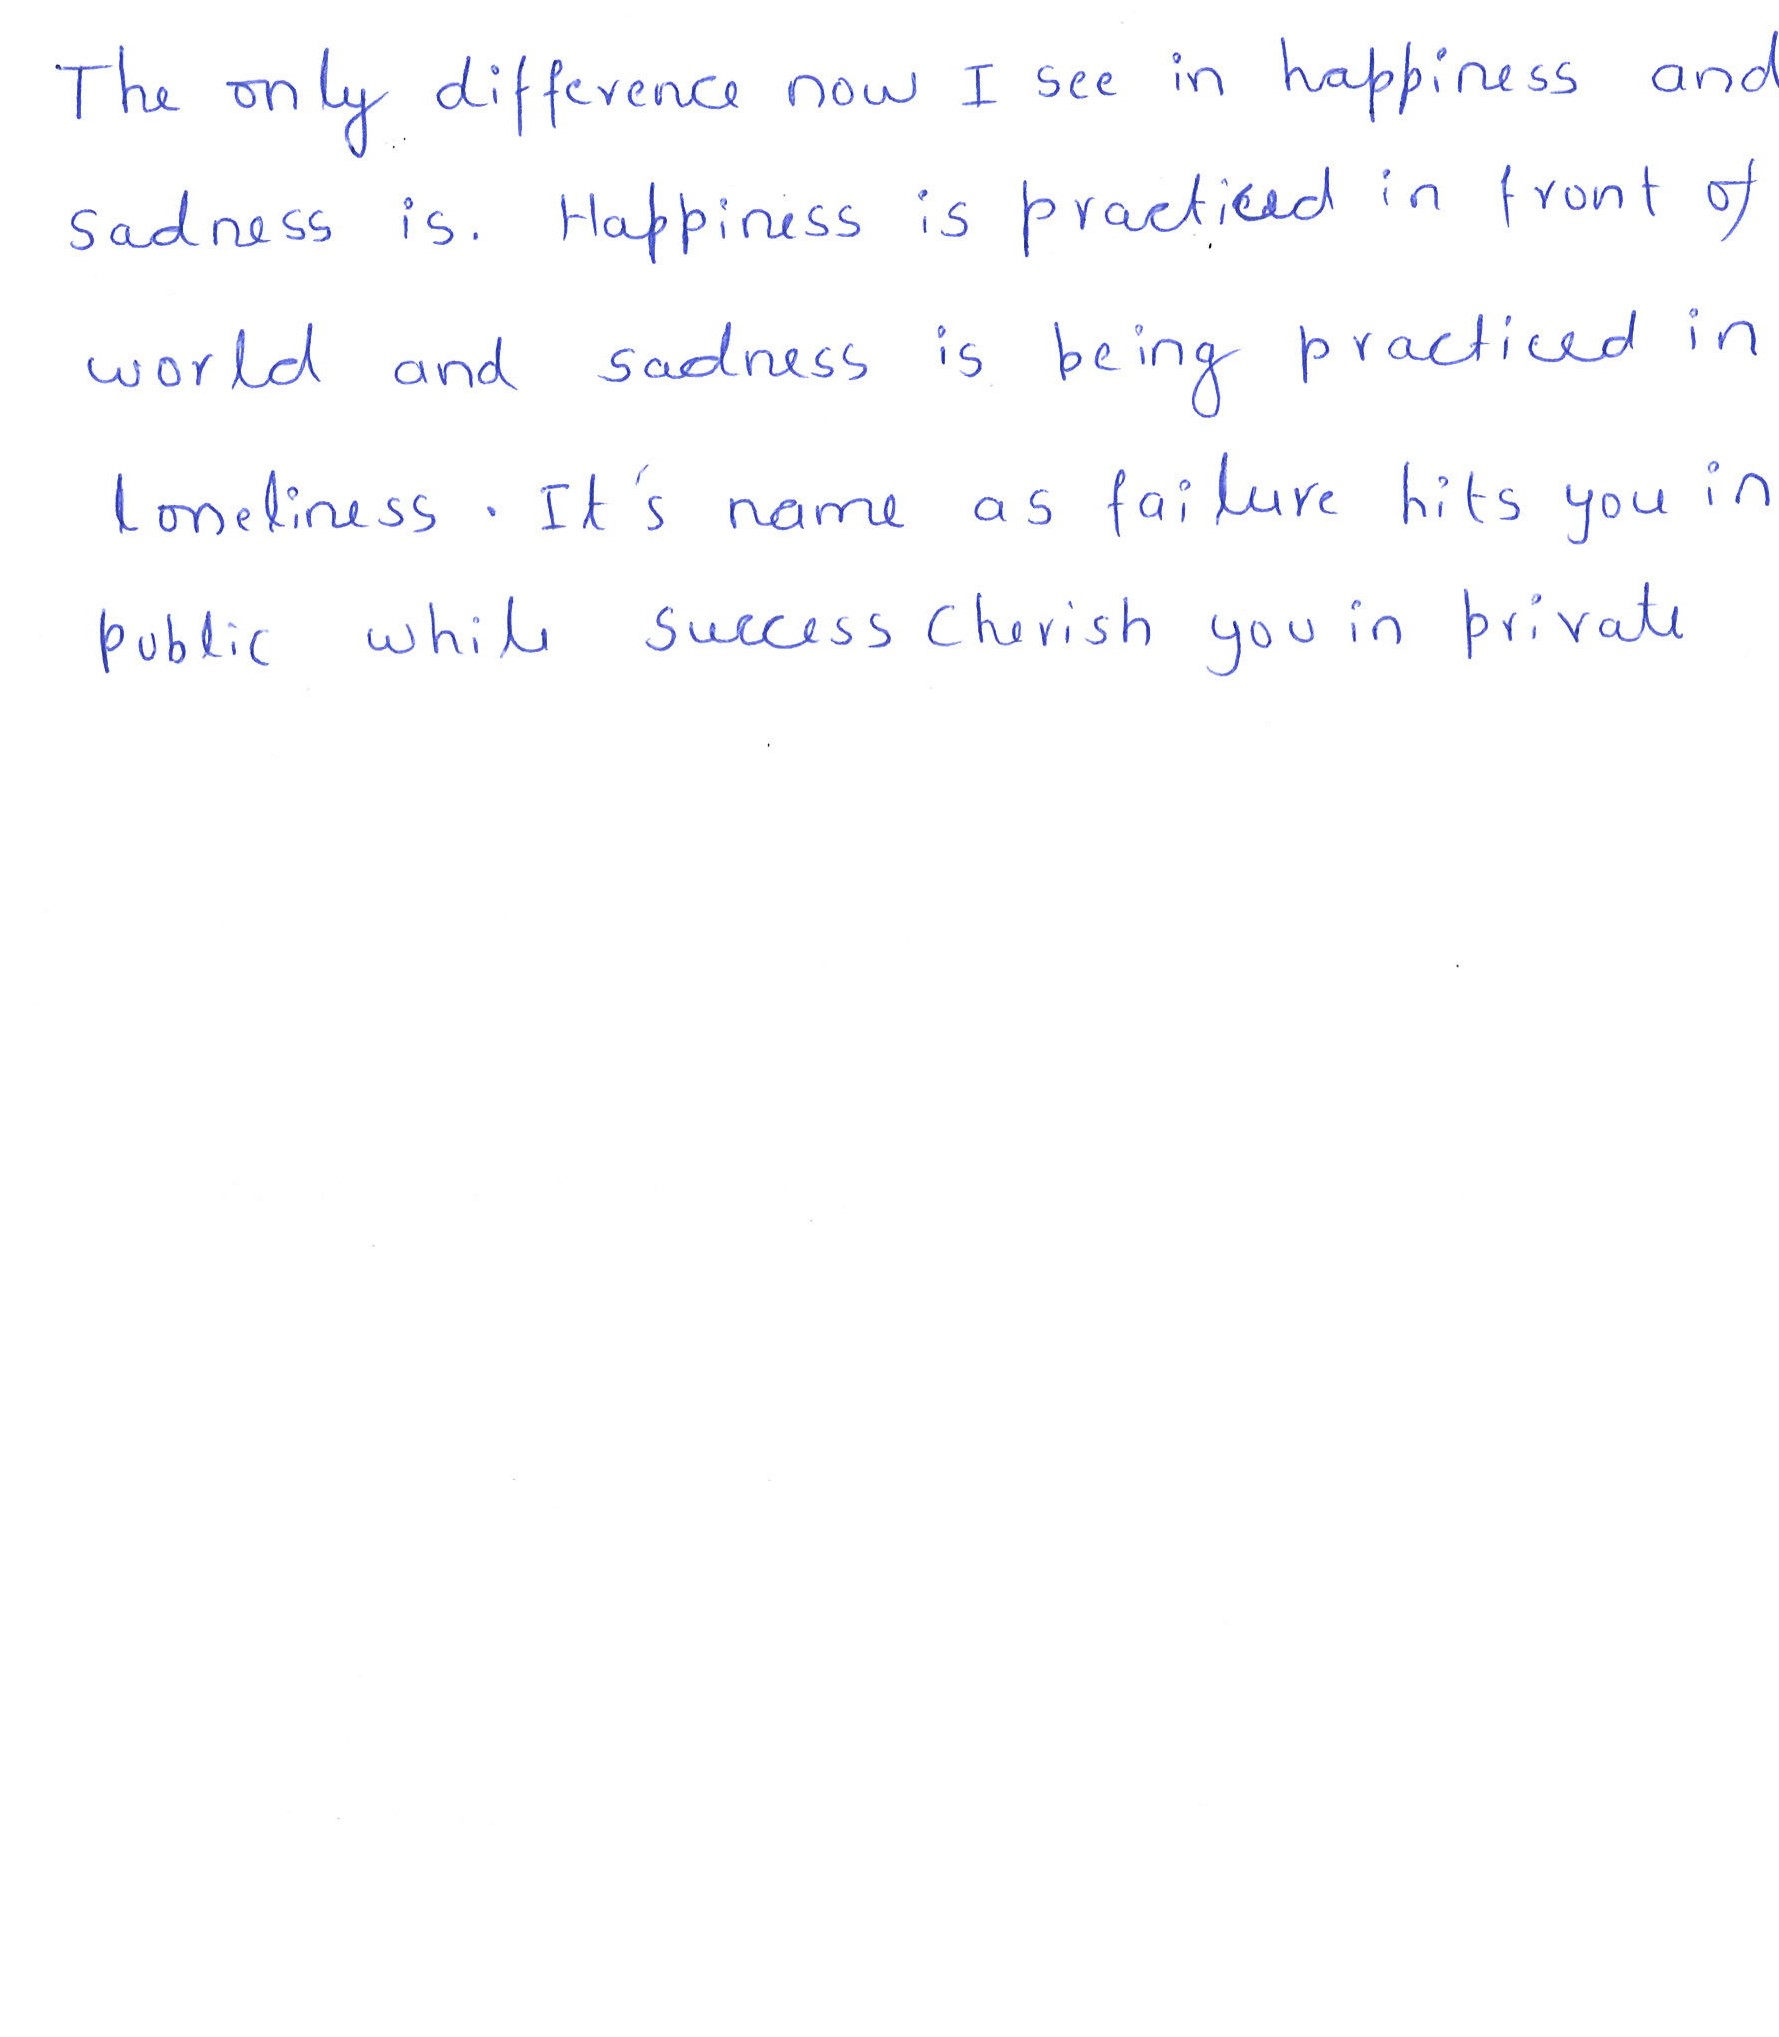 The only difference now I see in happiness and
sadness is. Happiness is practiced in front of
world and sadness is being practiced in
loneliness. It's name as failure hits you in
public while success Cherish you in private